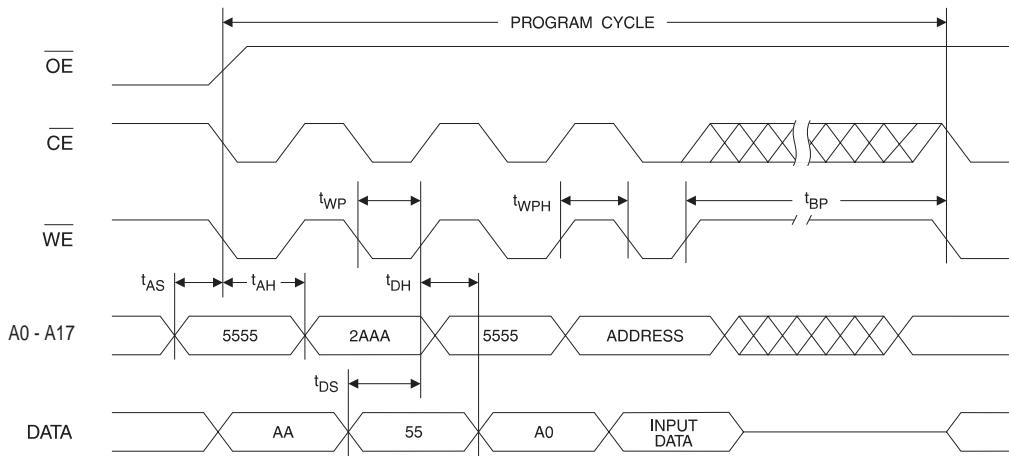 PROGRAM CYCLE
OE
CE
tWP
tWPH
tBP
WE
tAS
tAH
tDH
A0 - A17
5555
2AAA
5555
ADDRESS
tDS
DATA
AA
55
A0
INPUT
DATA